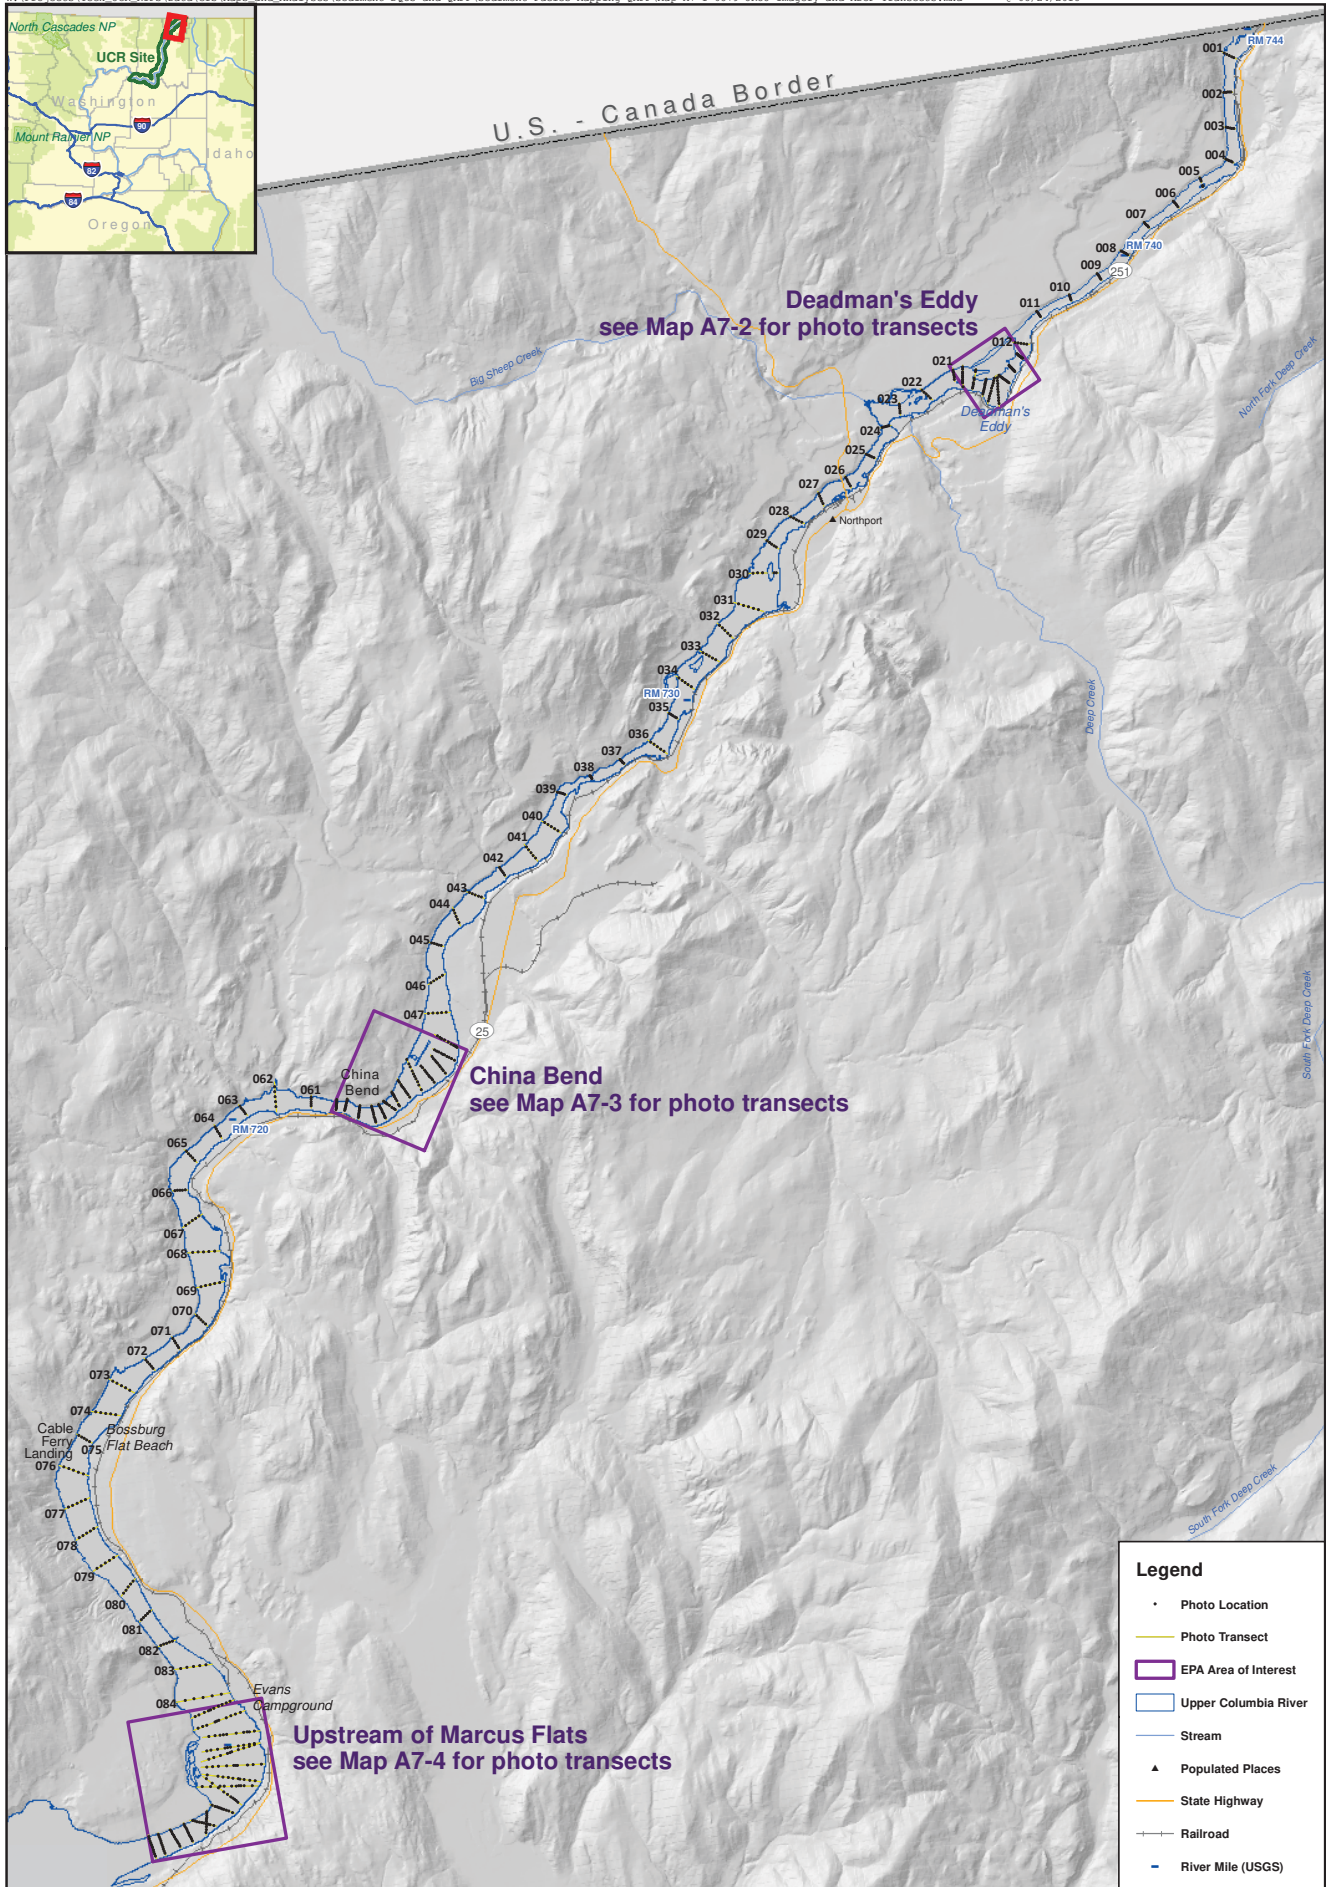 North Cascades NP
UCR Site
Washington
90
Mount Rainier NP
Idaho
82
84
Oregon
U.S. - Canada Border
RM 744
001
002
003
004
005
006
007
008
RM 740
009
251
010
011
Deadman's Eddy
see Map A7-2 for photo transects
012
021
022
023
Deadman's
Eddy
North Fork Deep Creek
Big Sheep Creek
024
025
026
027
028
Northport
029
030
031
032
033
034
RM 730
035
Deep Creek
036
037
038
039
040
041
042
043
044
045
046
047
25
South Fork Deep Creek
China
Bend
China Bend
see Map A7-3 for photo transects
061
062
063
064
RM 720
065
066
067
068
069
070
071
072
073
074
Cable
Ferry
Landing
Bossburg
Flat Beach
075
076
077
078
079
080
081
082
083
084
South Fork Deep Creek
Evans
Campground
Upstream of Marcus Flats
see Map A7-4 for photo transects
Legend
Photo Location
Photo Transect
EPA Area of Interest
Upper Columbia River
Stream
Populated Places
State Highway
Railroad
River Mile (USGS)